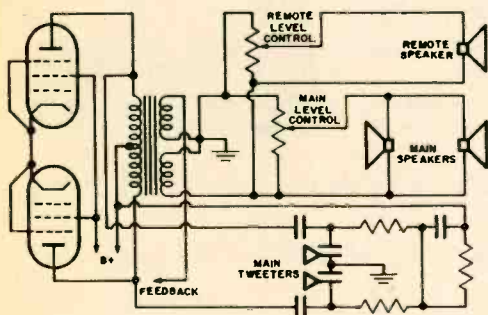 REMOTE
LEVEL
CONTROL
REMOTE
SPEAKER
MAIN
LEVEL
CONTROL
MAIN
SPEAKERS
B+
FEEDBACK
MAIN
TWEETERS